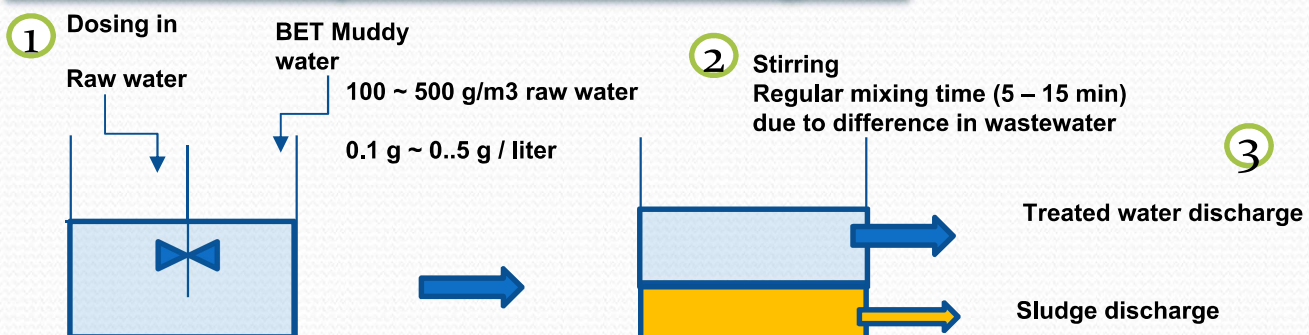 1
Dosing in
Raw water
BET Muddy
water
100 ~ 500 g/m3 raw water
0.1 g ~ 0..5 g / liter
2
Stirring
Regular mixing time (5 – 15 min)
due to difference in wastewater
3
Treated water discharge
Sludge discharge